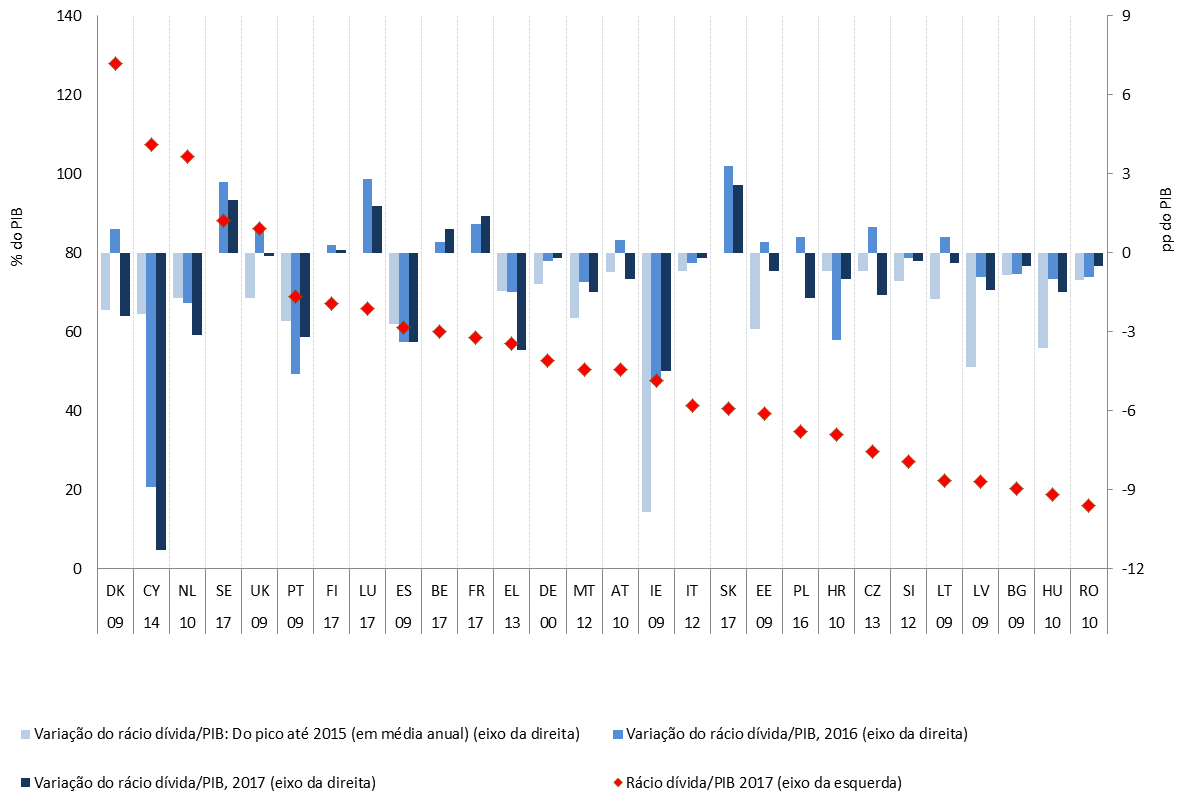 140
120
100
80
60
40
20
0
% do PIB
9
6
3
0
-3
-6
-9
-12
pp do PIB
DK CY NL SE UK PT FI LU ES BE FR EL DE MT AT IE IT SK EE PL HR CZ SI LT LV BG HU RO
09 14 10 17 09 09 17 17 09 17 17 13 00 12 10 09 12 17 09 16 10 13 12 09 09 09 10 10
Variação do rácio dívida/PIB: Do pico até 2015 (em média anual) (eixo da direita)
Variação do rácio dívida/PIB, 2016 (eixo da direita)
Variação do rácio dívida/PIB, 2017 (eixo da direita)
Rácio dívida/PIB 2017 (eixo da esquerda)